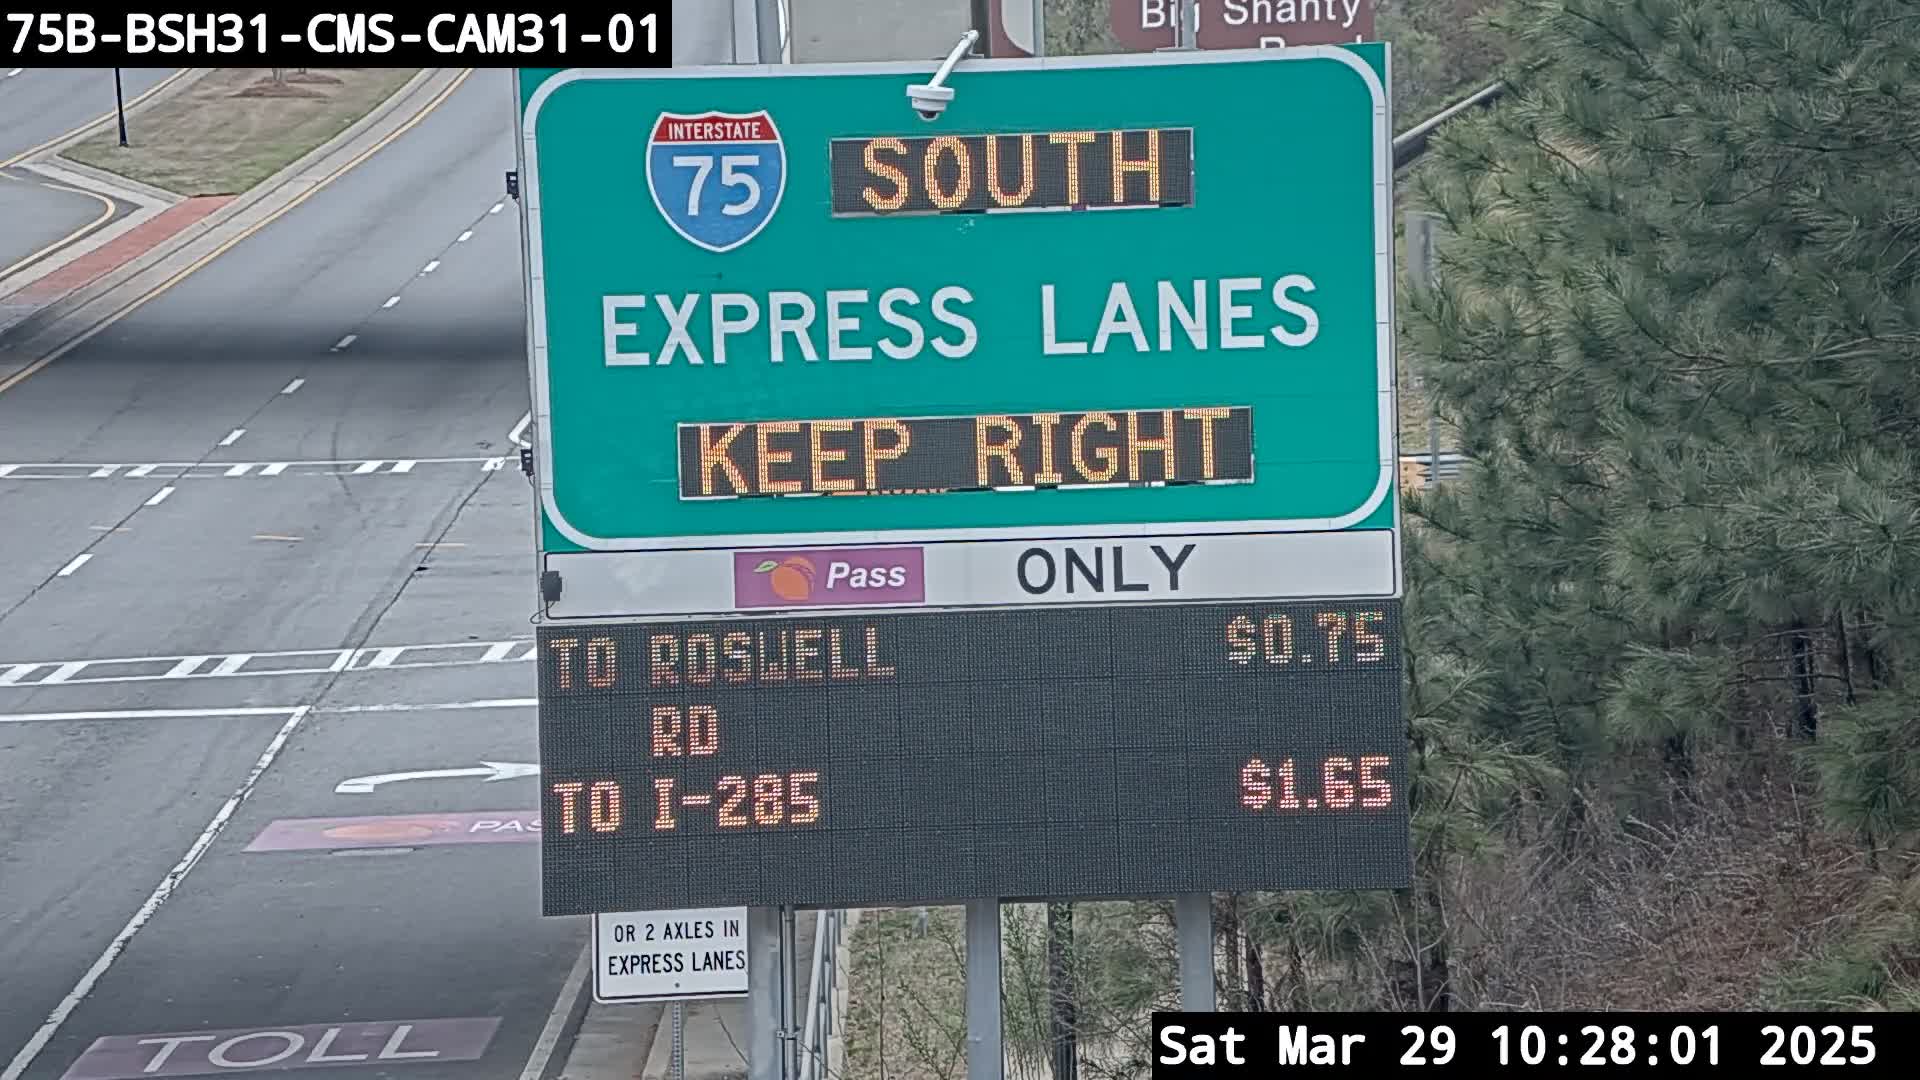 75B-BSH31-CMS-CAM31-01
Big Shanty
INTERSTATE
75
SOUTH
EXPRESS LANES
KEEP RIGHT
Pass ONLY
TO ROSWELL $0.75
RD
TO I-285 $1.65
OR 2 AXLES IN
EXPRESS LANES
TOLL
Sat Mar 29 10:28:01 2025